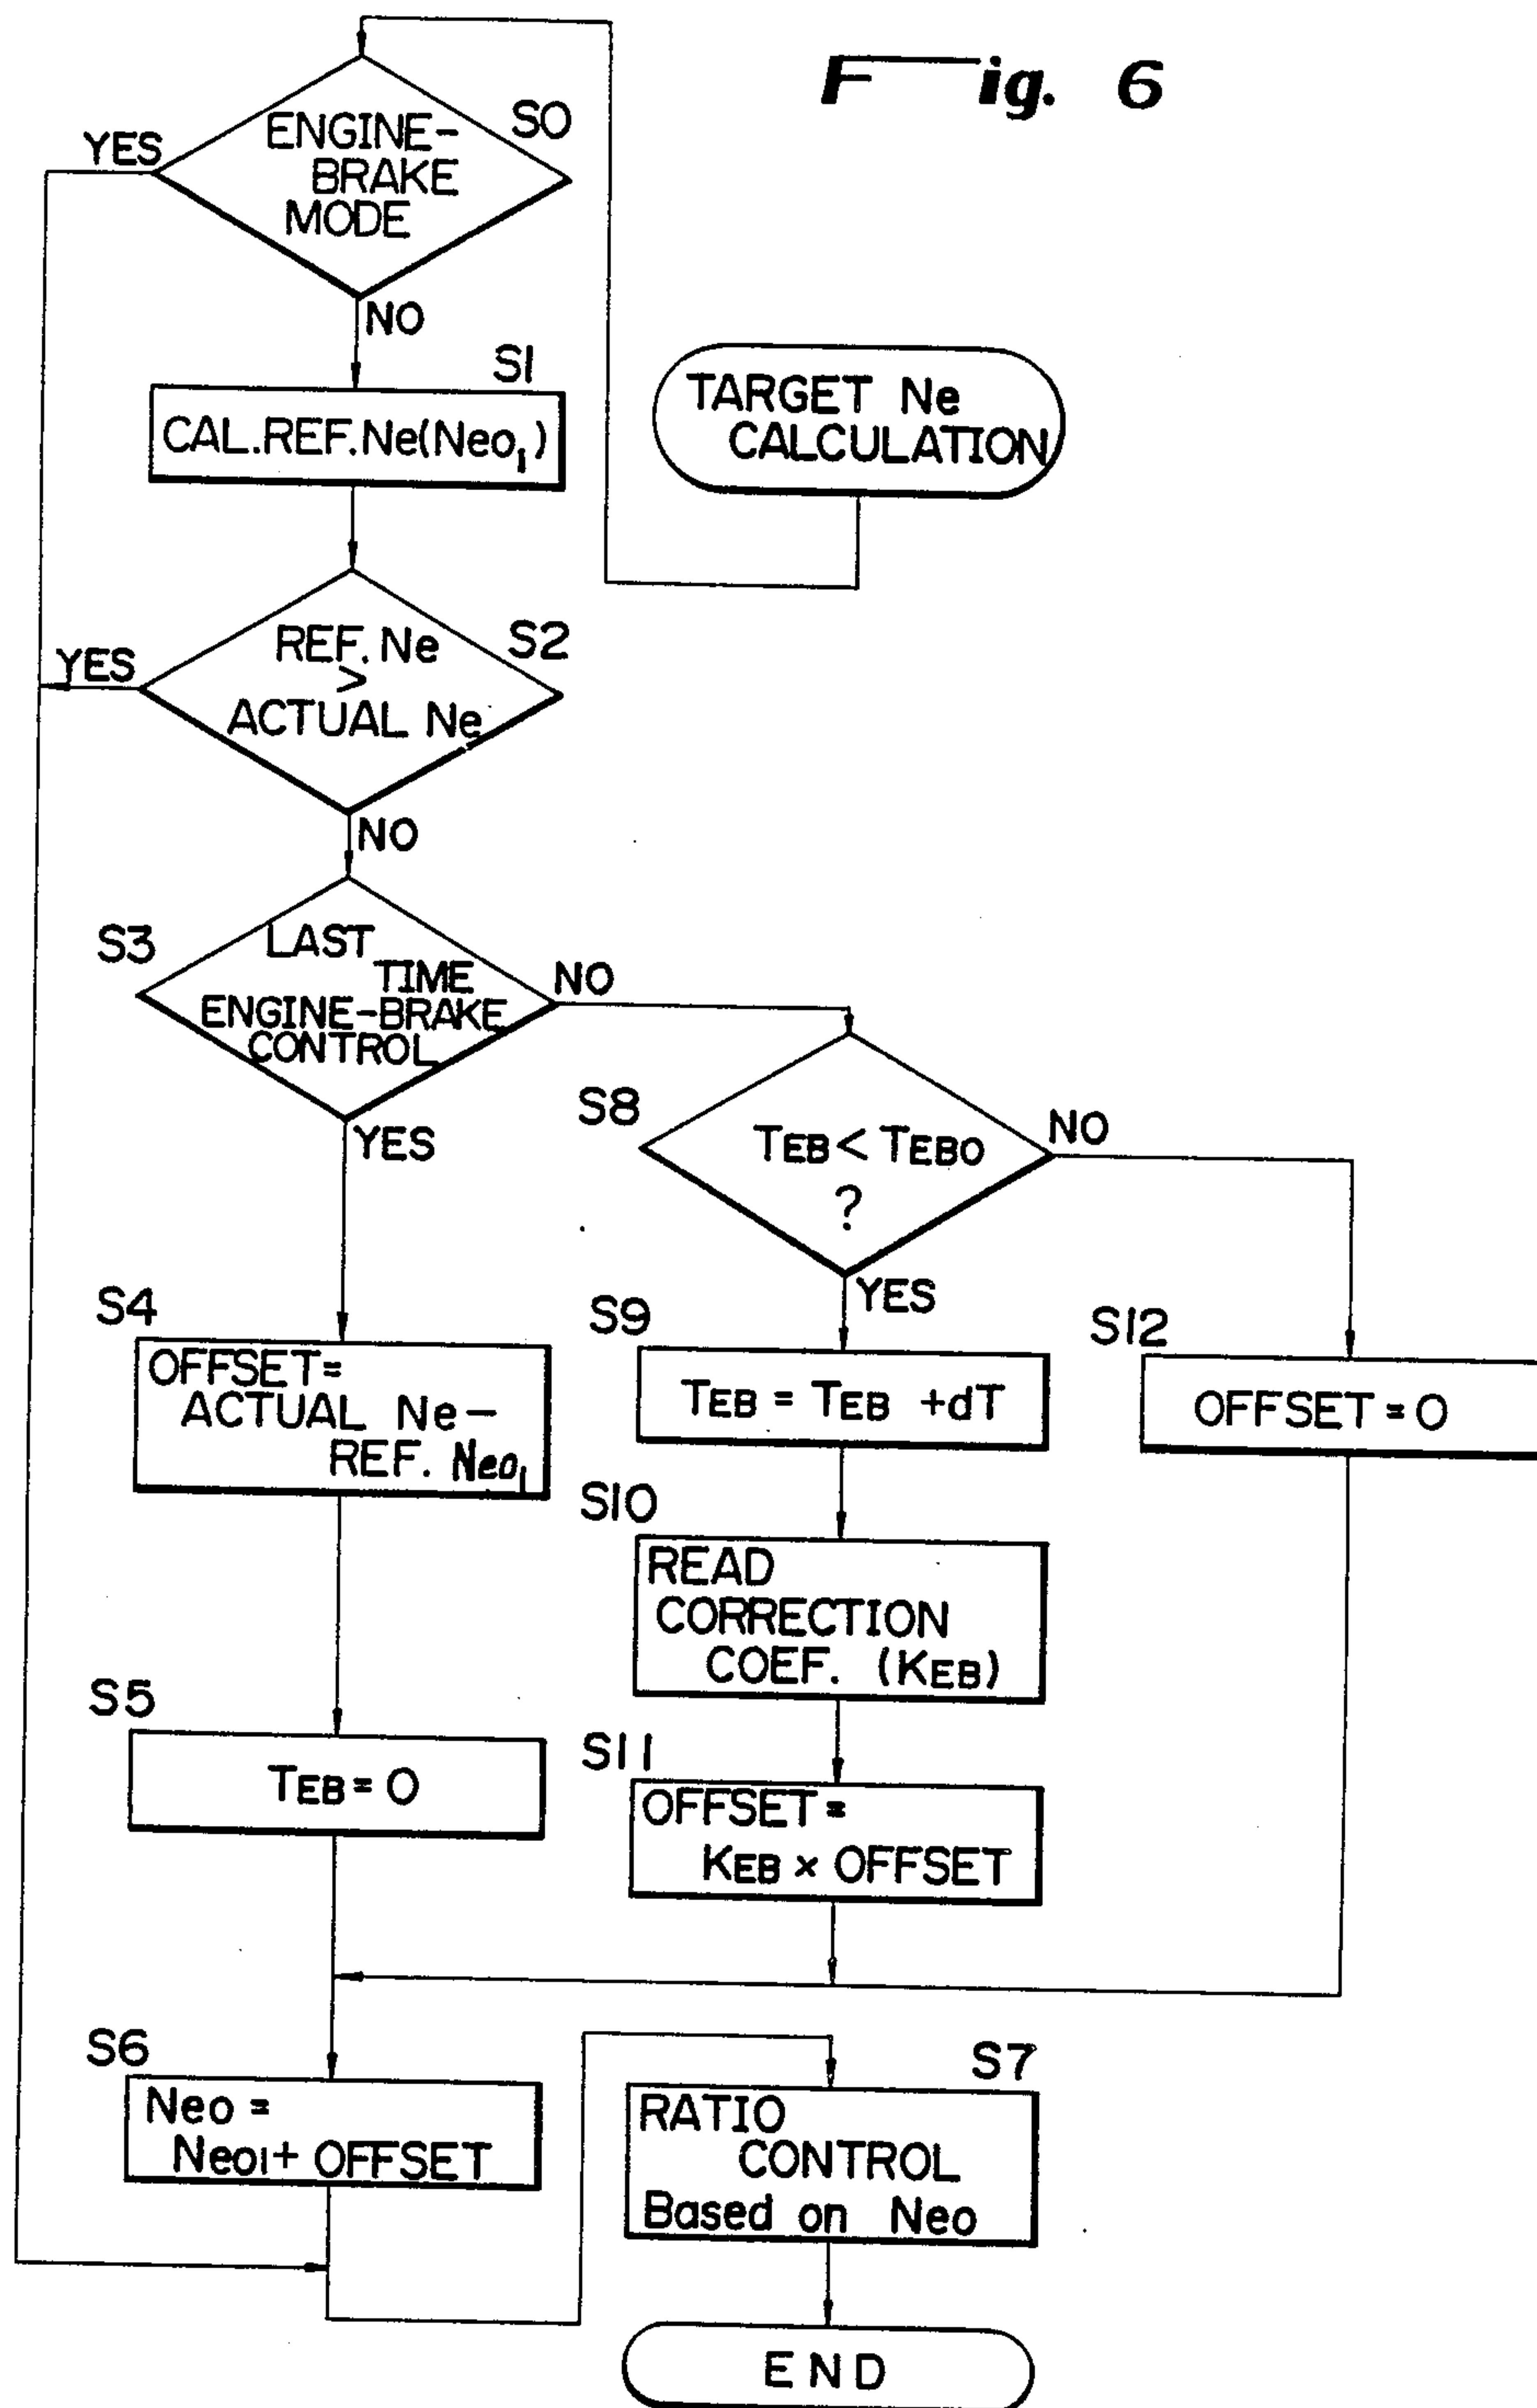 Fig. 6
S0
YES
ENGINE-
BRAKE
MODE
NO
S1
CAL.REF.Ne(Neo1)
TARGET Ne
CALCULATION
S2
YES
REF. Ne
>
ACTUAL Ne
NO
S3
LAST
TIME
ENGINE-BRAKE
CONTROL
NO
YES
S8
TEB < TEBO
?
NO
YES
S4
OFFSET=
ACTUAL Ne-
REF. Neo1
S9
TEB = TEB +dT
S12
OFFSET = 0
S10
READ
CORRECTION
COEF. (KEB)
S5
TEB = 0
S11
OFFSET =
KEB × OFFSET
S6
Neo =
Neo1+ OFFSET
S7
RATIO
CONTROL
Based on Neo
END